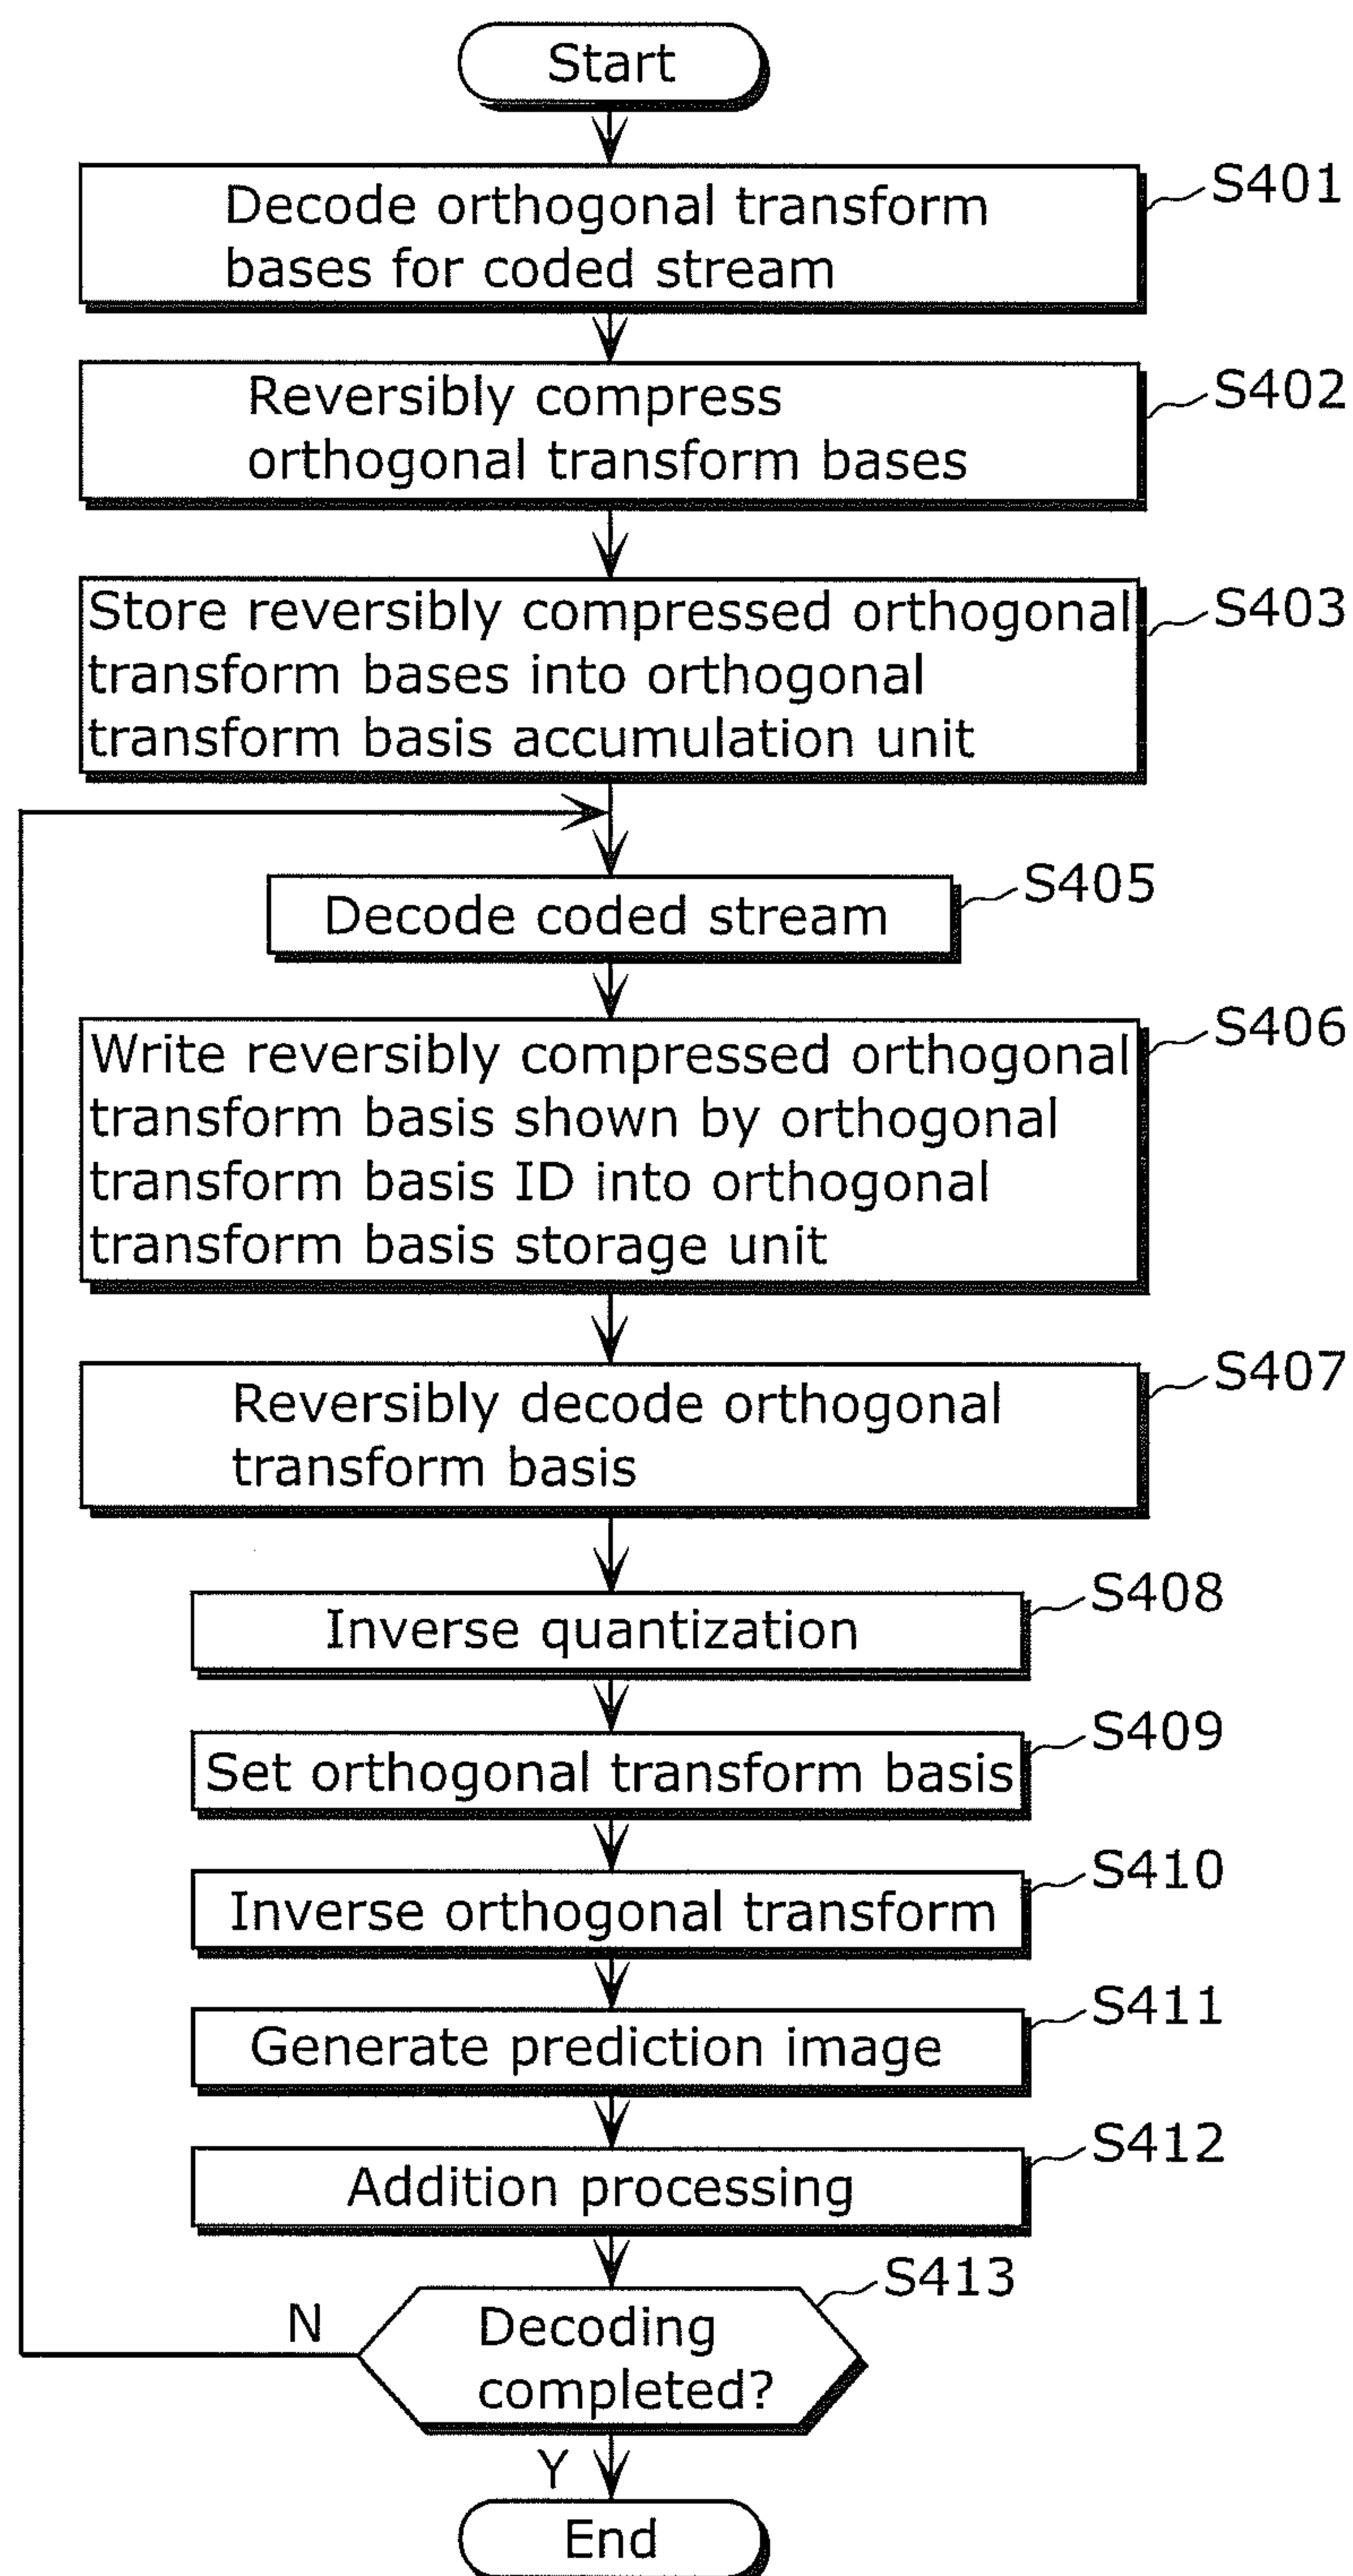 Start
Decode orthogonal transform
bases for coded stream
S401
Reversibly compress
orthogonal transform bases
S402
Store reversibly compressed orthogonal
transform bases into orthogonal
transform basis accumulation unit
S403
Decode coded stream
S405
Write reversibly compressed orthogonal
transform basis shown by orthogonal
transform basis ID into orthogonal
transform basis storage unit
S406
Reversibly decode orthogonal
transform basis
S407
Inverse quantization
S408
Set orthogonal transform basis
S409
Inverse orthogonal transform
S410
Generate prediction image
S411
Addition processing
S412
Decoding
completed?
S413
N
Y
End